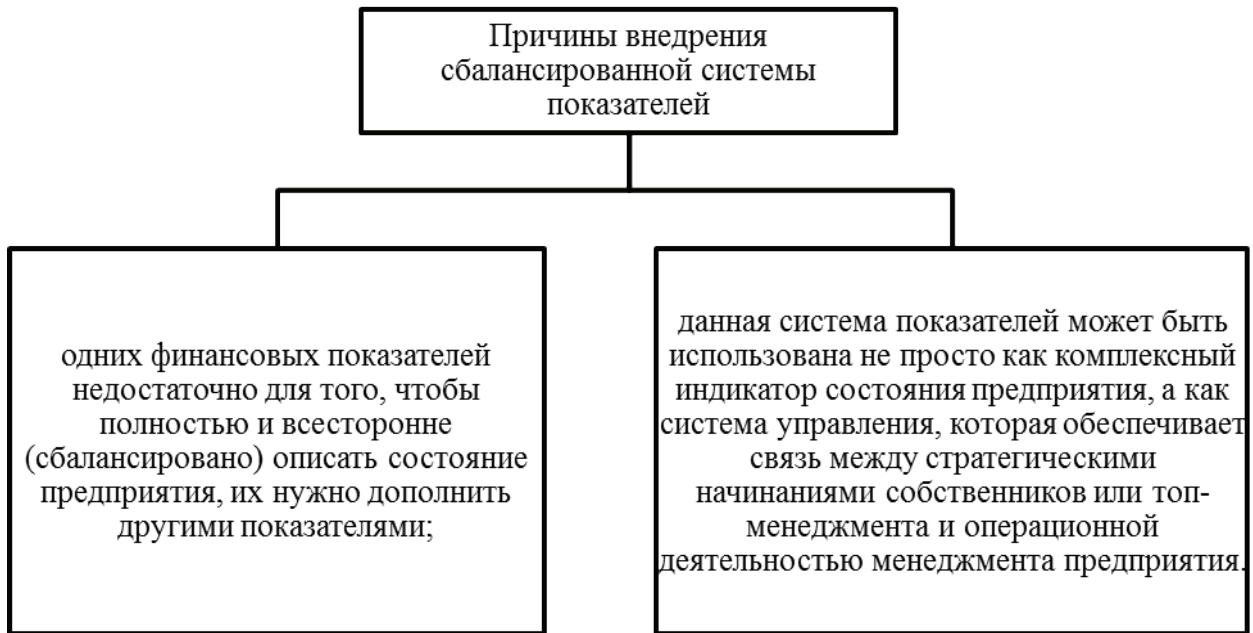 Причины внедрения
сбалансированной системы
показателей
одних финансовых показателей
недостаточно для того, чтобы
полностью и всесторонне
(сбалансировано) описать состояние
предприятия, их нужно дополнить
другими показателями;
данная система показателей может быть
использована не просто как комплексный
индикатор состояния предприятия, а как
система управления, которая обеспечивает
связь между стратегическими
начинаниями собственников или топ-
менеджмента и операционной
деятельностью менеджмента предприятия.